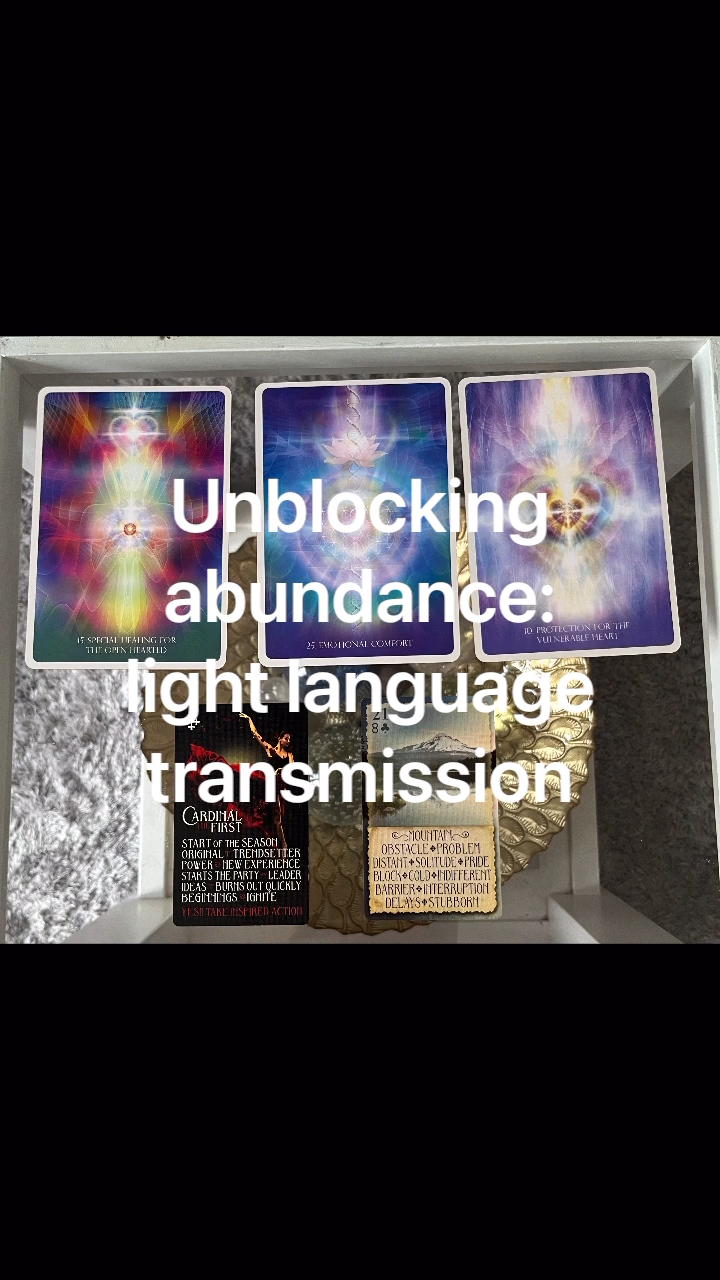 Unblocking
abundance:
light language
transmission
15 SPECIAL HEALING FOR
THE OPEN HEARTED
25 EMOTIONAL COMFORT
10. PROTECTION FOR THE
VULNERABLE HEART
CARDINAL
FIRST
START OF THE SEASON
ORIGINAL TRENDSETTER
POWER NEW EXPERIENCE
STARTS THE PARTY LEADER
IDEAS BURNS OUT QUICKLY
BEGINNINGS IGNITE
YES!! TAKE INSPIRED ACTION
21
8♣
MOUNTAIN
OBSTACLE PROBLEM
DISTANT SOLITUDE PRIDE
BLOCK COLD INDIFFERENT
BARRIER INTERRUPTION
DELAYS STUBBORN